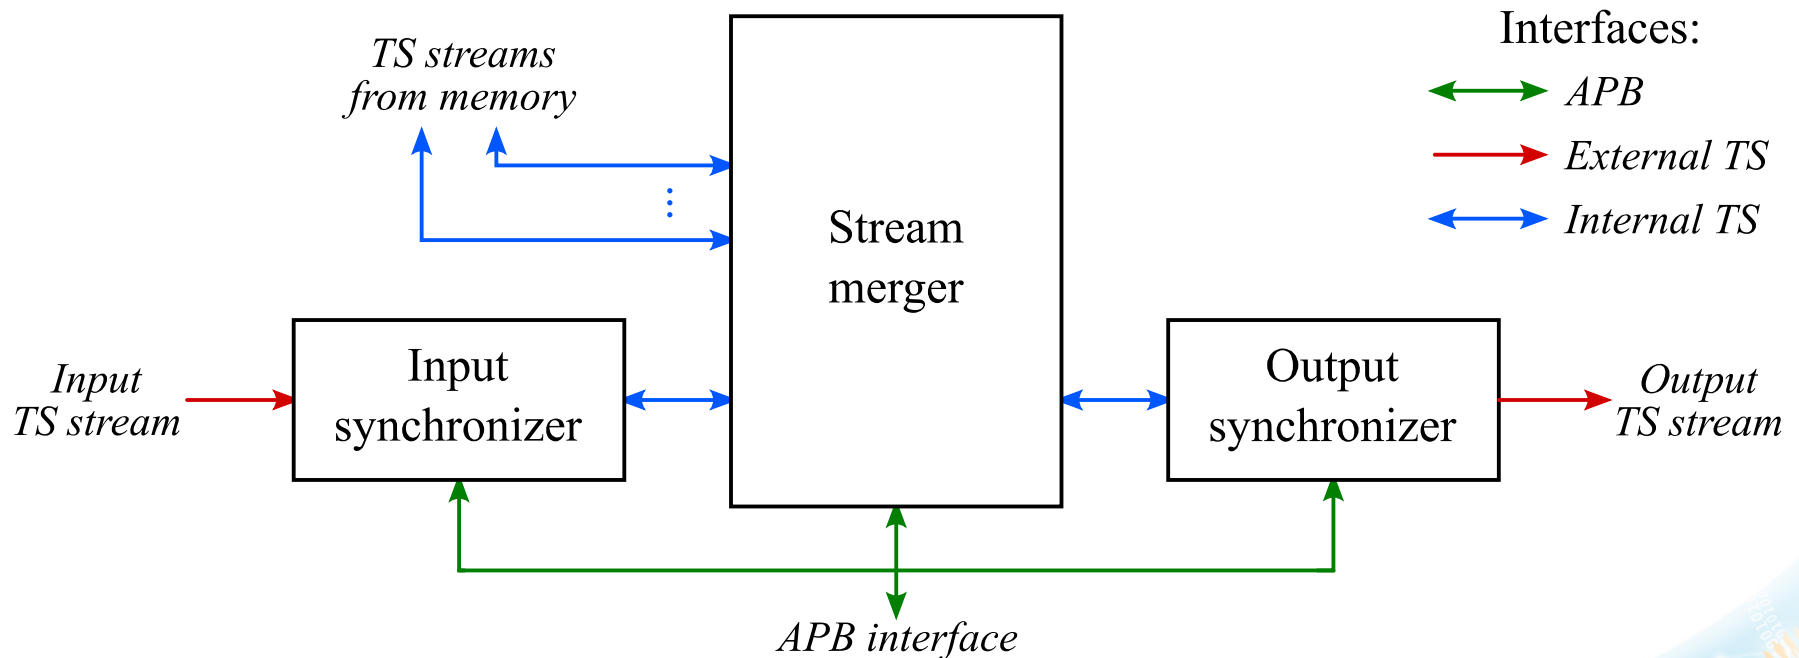 TS streams
from memory
Stream
merger
Interfaces:
APB
External TS
Internal TS
Input
TS stream
Input
synchronizer
Output
synchronizer
Output
TS stream
APB interface